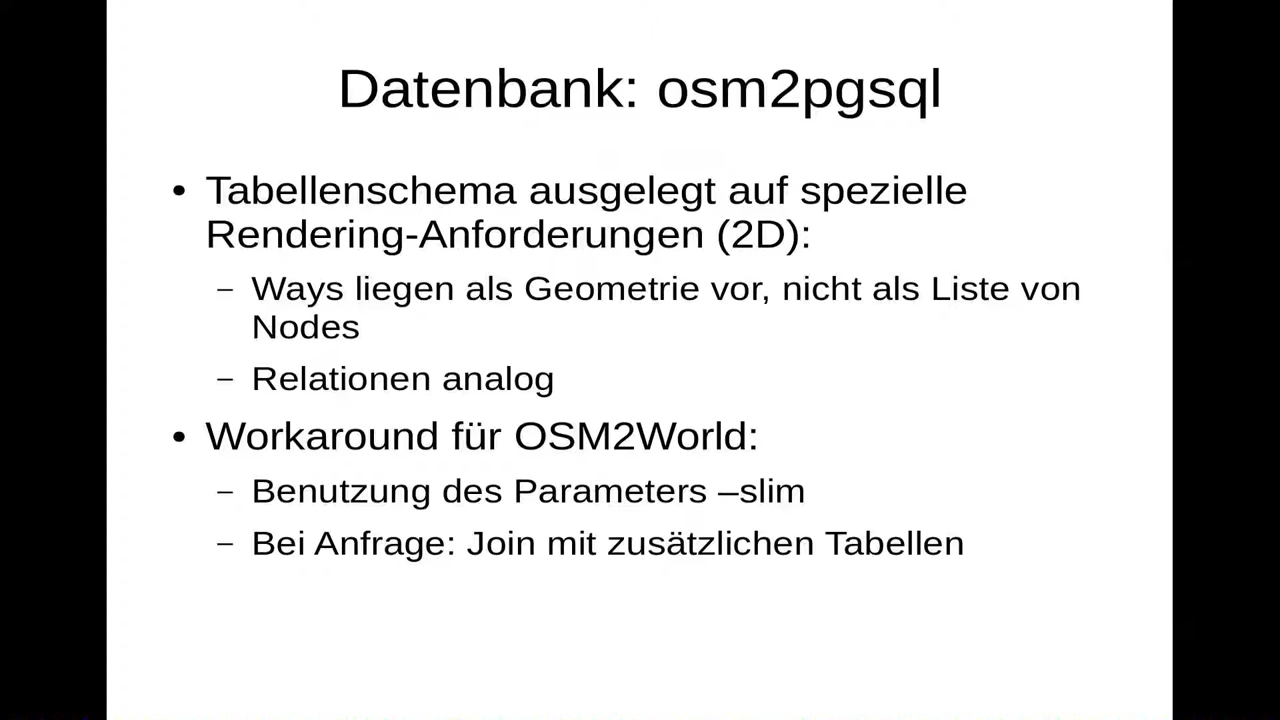 Datenbank: osm2pgsql
• Tabellenschema ausgelegt auf spezielle
Rendering-Anforderungen (2D):
– Ways liegen als Geometrie vor, nicht als Liste von
Nodes
– Relationen analog
• Workaround für OSM2World:
– Benutzung des Parameters –slim
– Bei Anfrage: Join mit zusätzlichen Tabellen